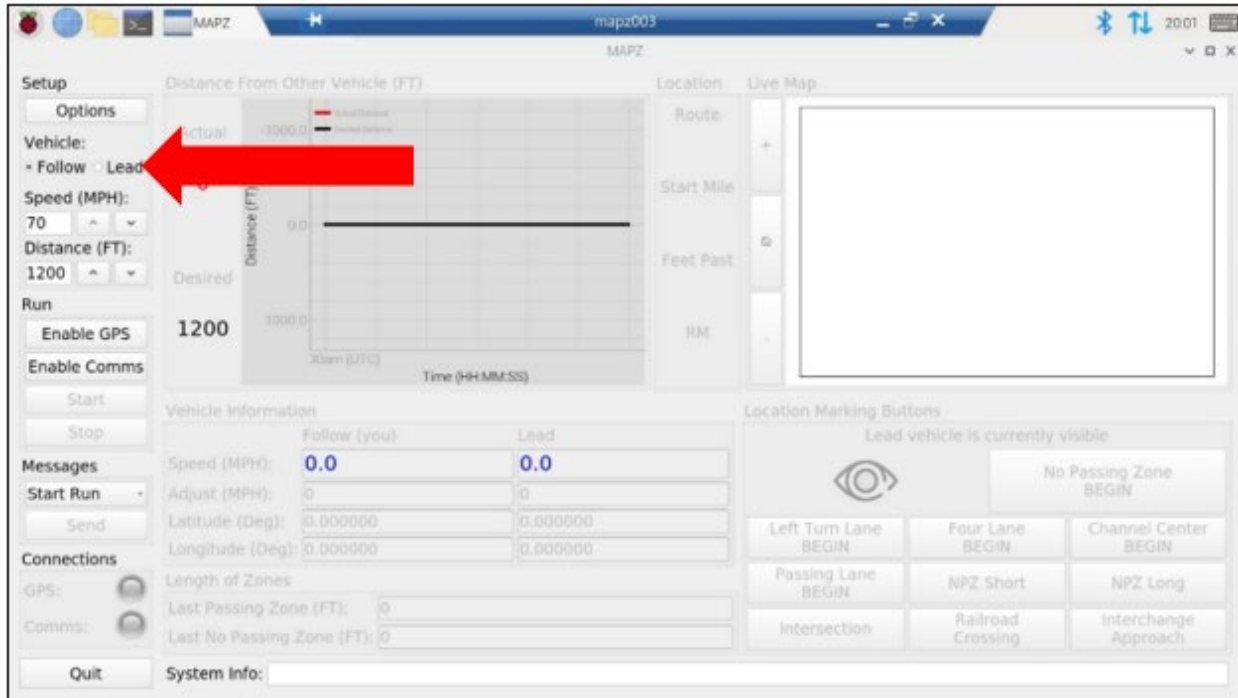 MAPZ
mapz003
20:01
MAPZ
Setup
Options
Vehicle:
Follow Lead
Speed (MPH):
70
Distance (FT):
1200
Run
Enable GPS
Enable Comms
Start
Stop
Messages
Start Run
Send
Connections
GPS:
Comms:
Quit
Distance From Other Vehicle (FT)
Actual
0
Desired
1200
Distance (FT)
-1000.0
0.0
1000.0
Time (HH:MM:SS)
Location
Route
Start Mile
Feet Past
RM
Live Map
+
-
Vehicle Information
Follow (you) Lead
Speed (MPH): 0.0 0.0
Adjust (MPH): 0 0
Latitude (Deg): 0.000000 0.000000
Longitude (Deg): 0.000000 0.000000
Length of Zones
Last Passing Zone (FT): 0
Last No Passing Zone (FT): 0
Location Marking Buttons
Lead vehicle is currently visible
No Passing Zone
BEGIN
Left Turn Lane
BEGIN
Four Lane
BEGIN
Channel Center
BEGIN
Passing Lane
BEGIN
NPZ Short
NPZ Long
Intersection
Railroad
Crossing
Interchange
Approach
System Info: